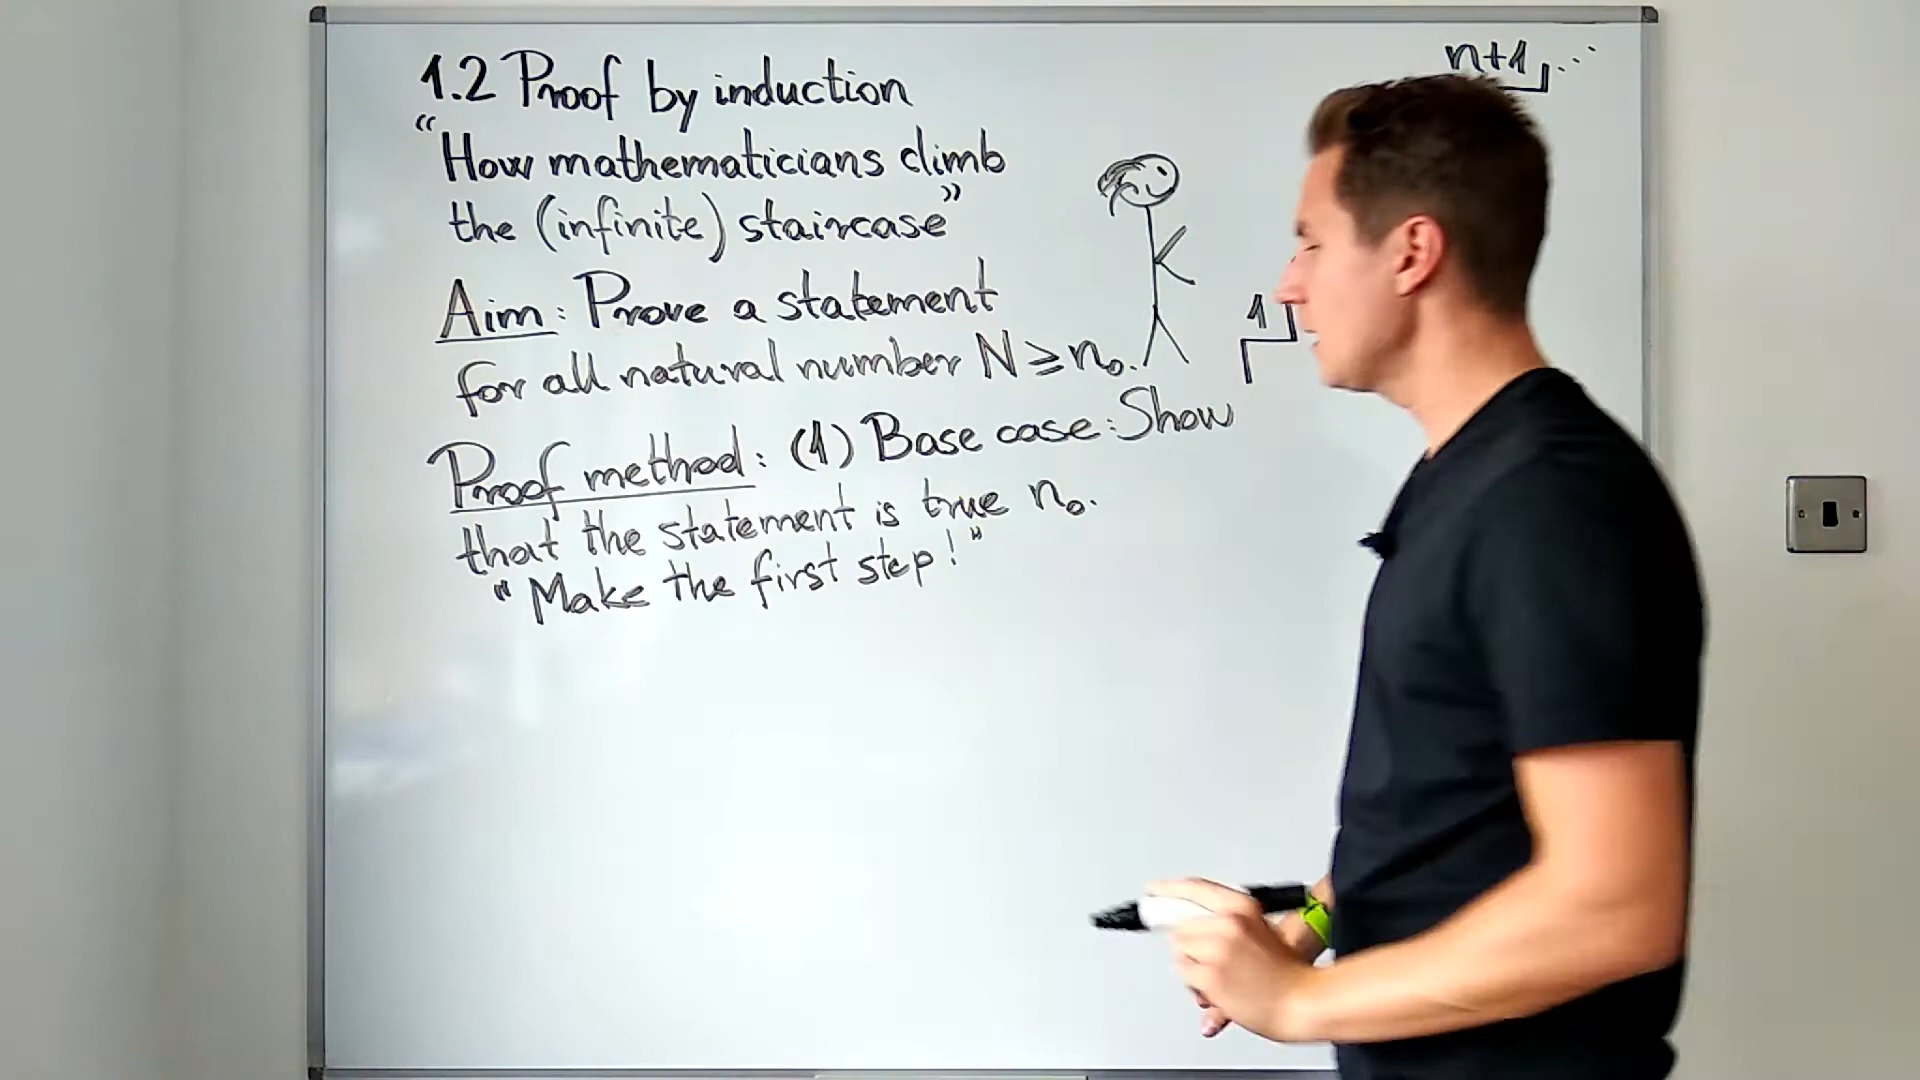 1.2 Proof by induction
"How mathematicians climb
the (infinite) staircase"
Aim: Prove a statement
for all natural number N ≥ n₀.
Proof method: (1) Base case: Show
that the statement is true n₀.
"Make the first step!"
n+1 ...
1